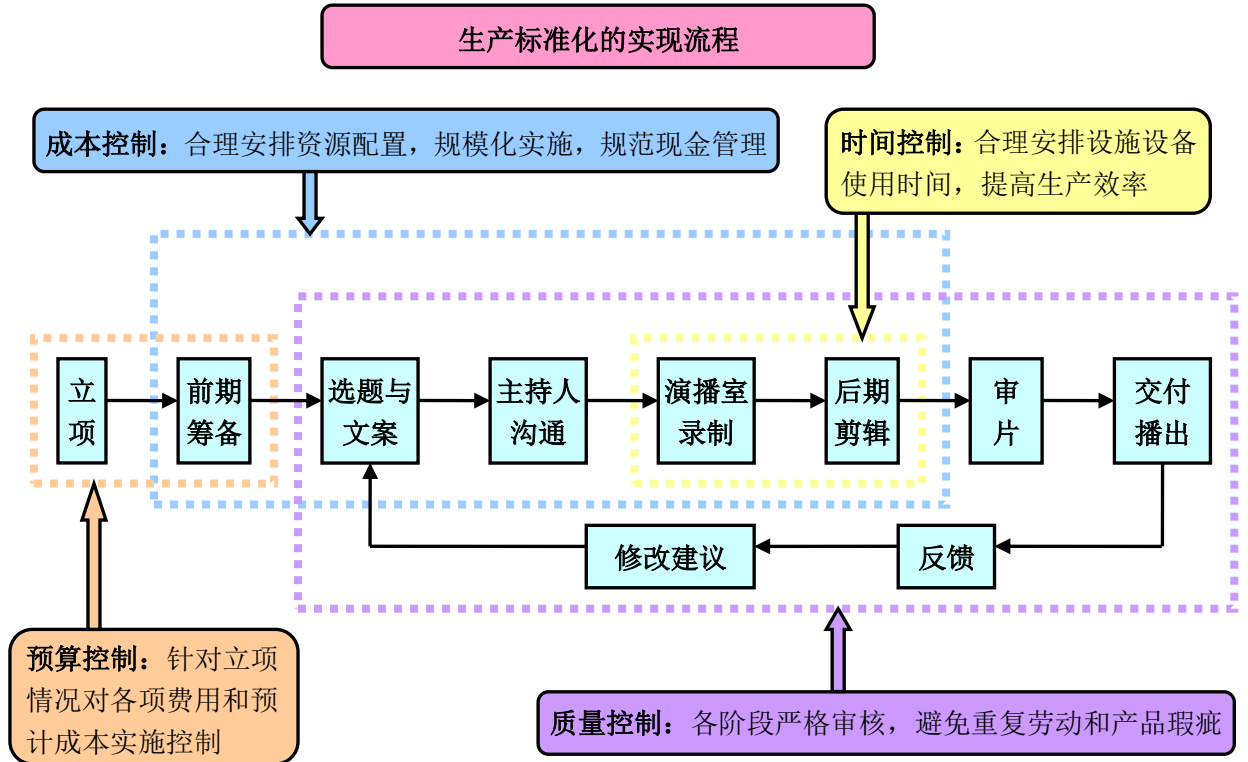 生产标准化的实现流程
成本控制：合理安排资源配置，规模化实施，规范现金管理
时间控制：合理安排设施设备
使用时间，提高生产效率
立
项
前期
筹备
选题与
文案
主持人
沟通
演播室
录制
后期
剪辑
审
片
交付
播出
修改建议
反馈
预算控制：针对立项
情况对各项费用和预
计成本实施控制
质量控制：各阶段严格审核，避免重复劳动和产品瑕疵